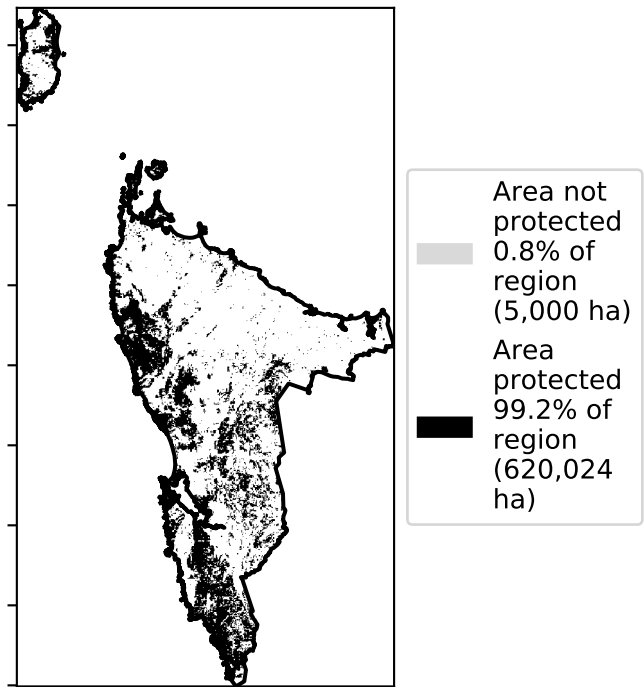 Area not
protected
0.8% of
region
(5,000 ha)
Area
protected
99.2% of
region
(620,024
ha)